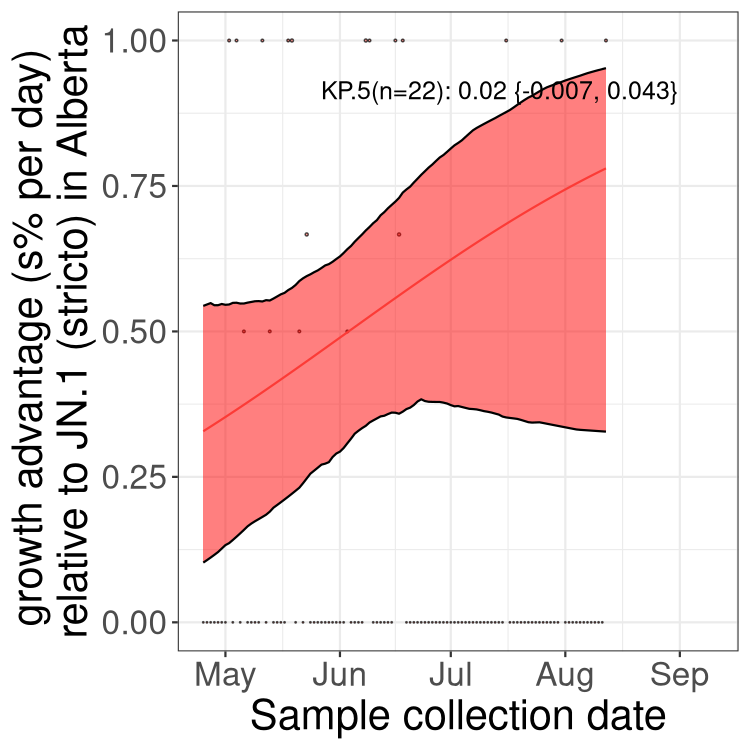 growth advantage (s% per day)
relative to JN.1 (stricto) in Alberta
1.00
0.75
0.50
0.25
0.00
KP.5(n=22): 0.02 {-0.007, 0.043}
May Jun Jul Aug Sep
Sample collection date